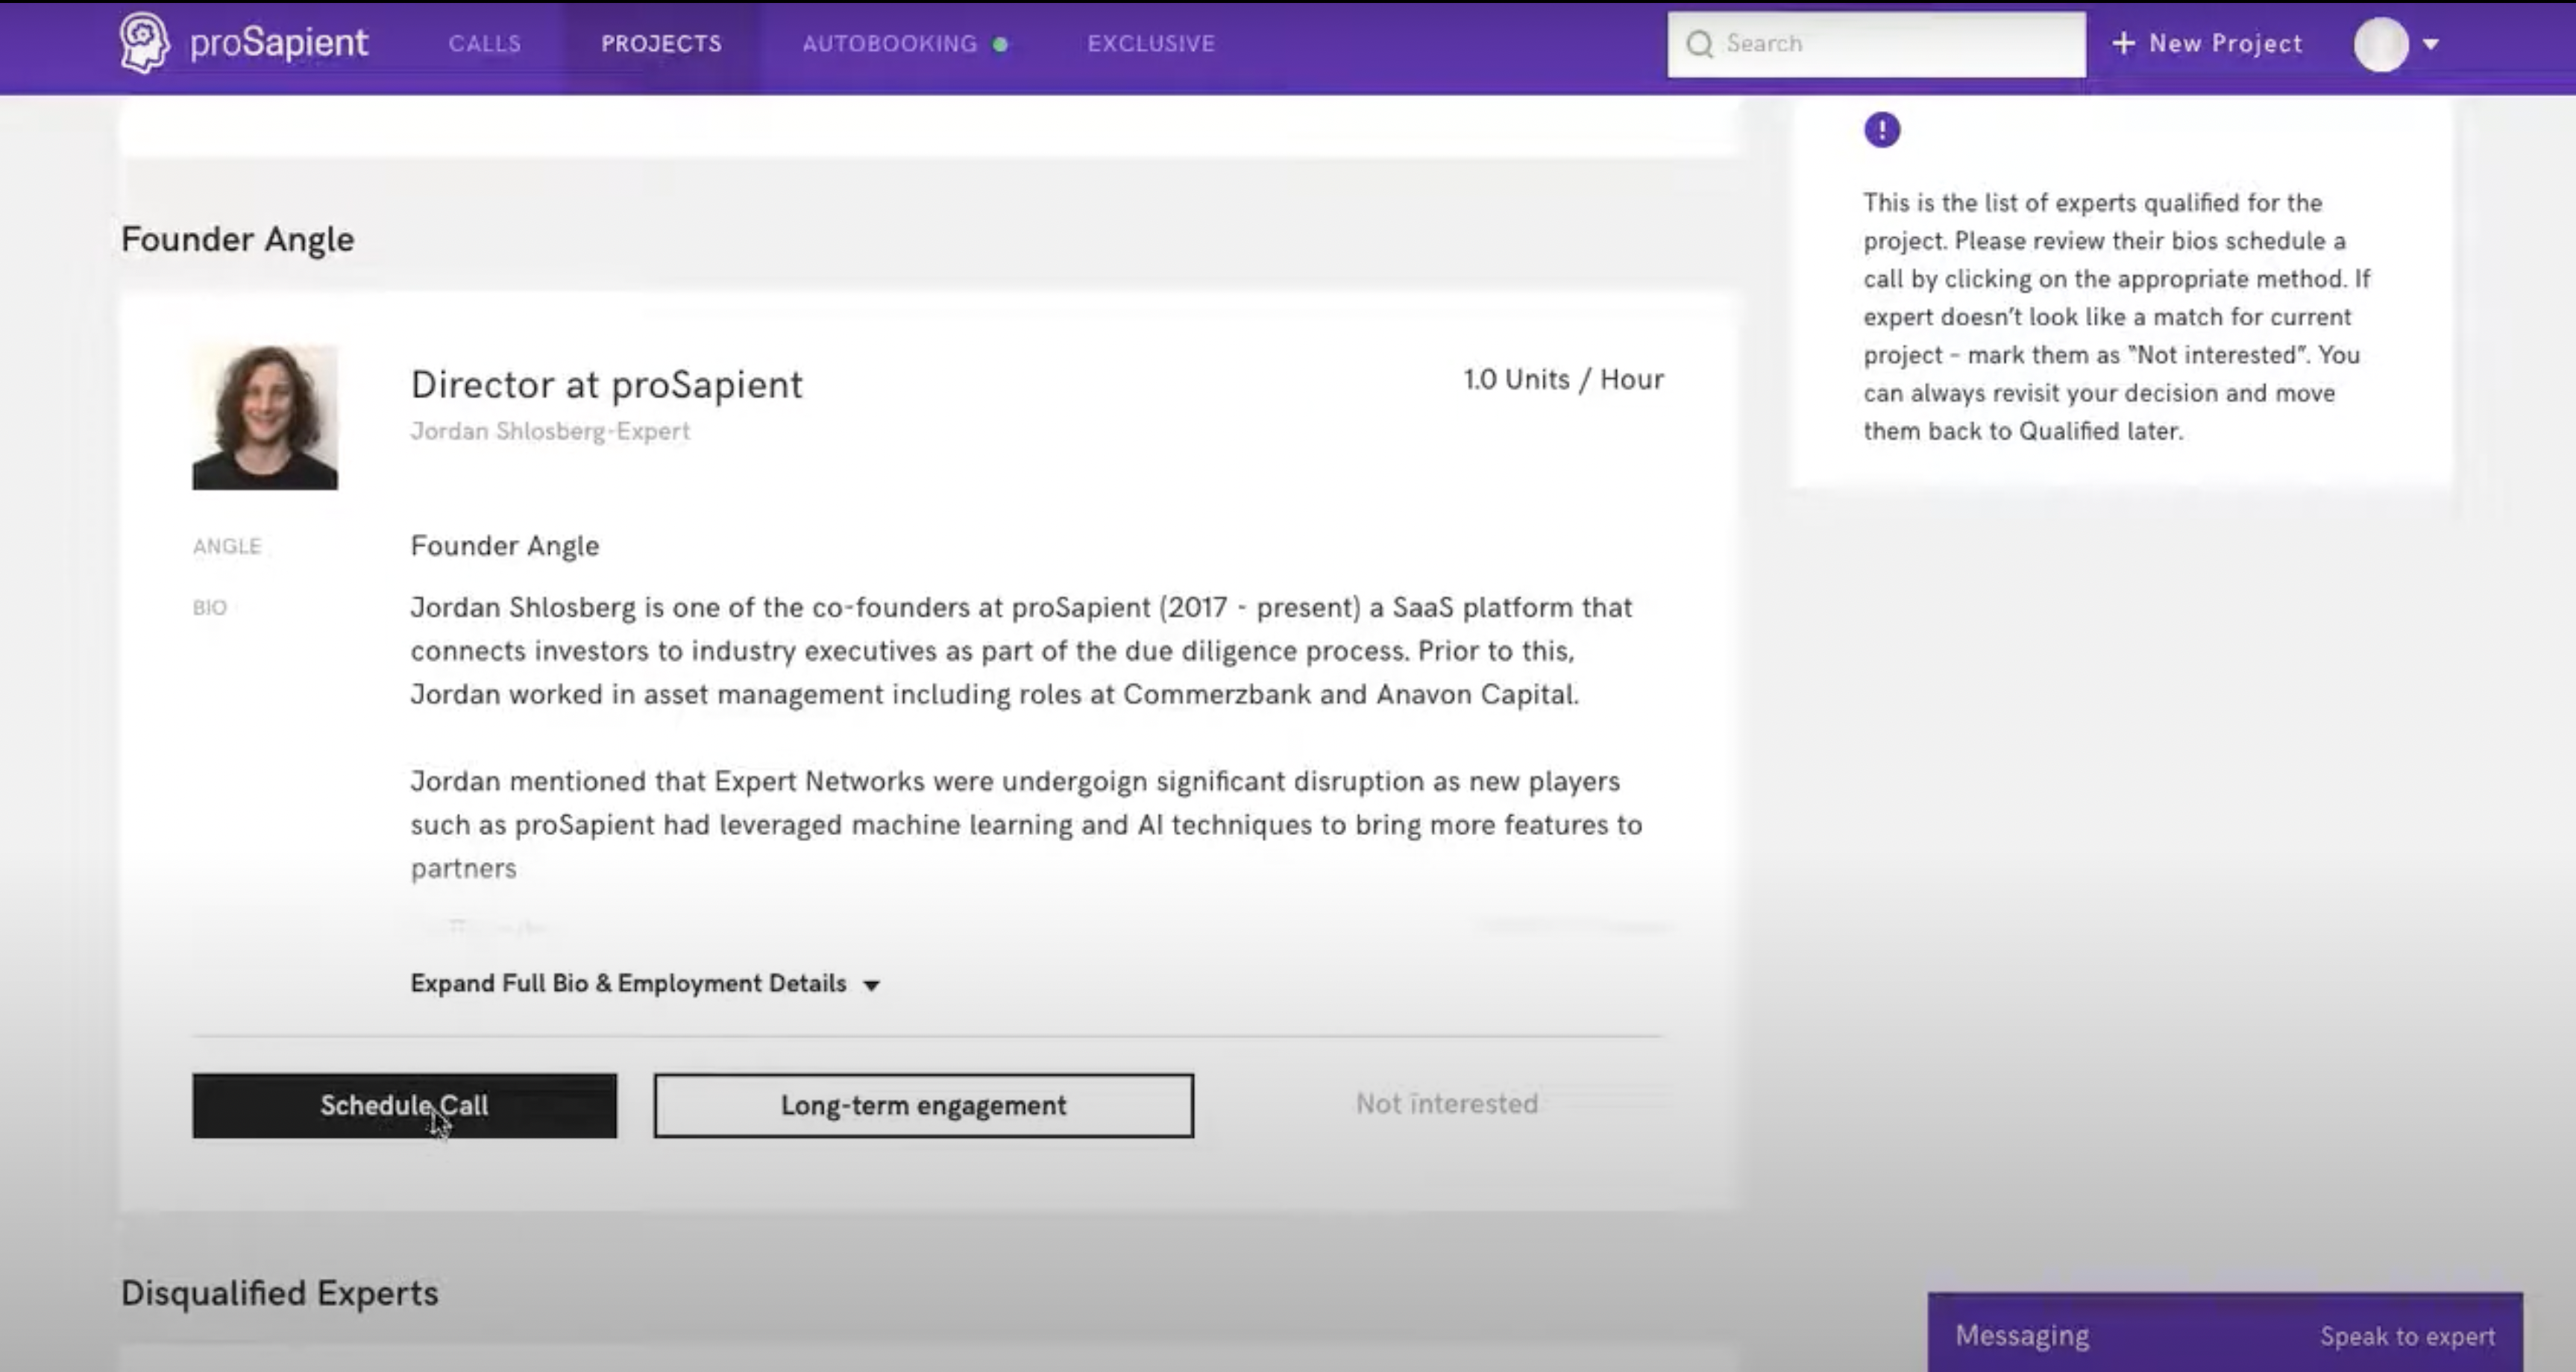 proSapient
CALLS
PROJECTS
AUTOBOOKING
EXCLUSIVE
Search
+ New Project
Founder Angle
Director at proSapient
1.0 Units / Hour
Jordan Shlosberg-Expert
ANGLE
Founder Angle
BIO
Jordan Shlosberg is one of the co-founders at proSapient (2017 - present) a SaaS platform that
connects investors to industry executives as part of the due diligence process. Prior to this,
Jordan worked in asset management including roles at Commerzbank and Anavon Capital.
Jordan mentioned that Expert Networks were undergoign significant disruption as new players
such as proSapient had leveraged machine learning and AI techniques to bring more features to
partners
Expand Full Bio & Employment Details
Schedule Call
Long-term engagement
Not interested
Disqualified Experts
!
This is the list of experts qualified for the
project. Please review their bios schedule a
call by clicking on the appropriate method. If
expert doesn't look like a match for current
project - mark them as "Not interested". You
can always revisit your decision and move
them back to Qualified later.
Messaging
Speak to expert